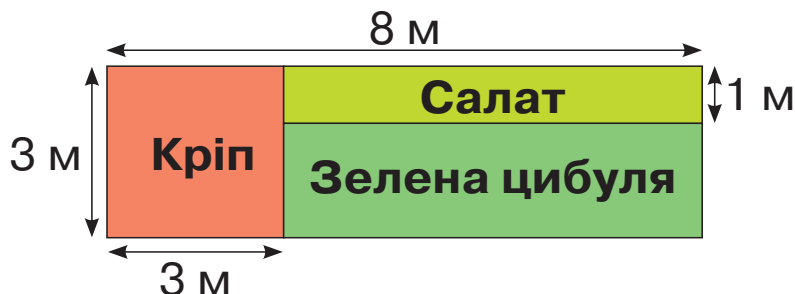 8 м
Салат
1 м
3 м
Кріп
Зелена цибуля
3 м